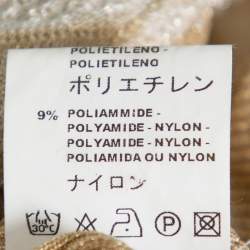 POLIETILENO -
POLIETILENO
ポリエチレン
9% POLIAMMIDE -
POLYAMIDE - NYLON -
POLYAMIDE - NYLON -
POLIAMIDA OU NYLON
ナイロン
30°C P